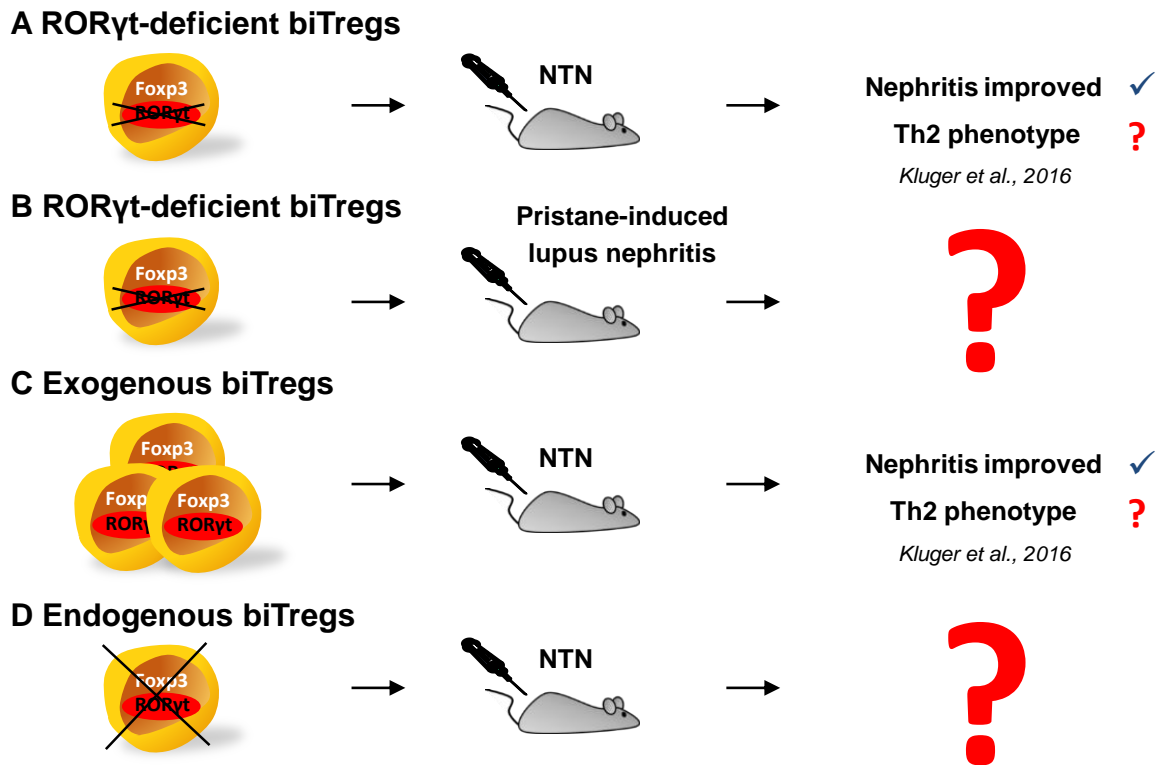 A RORγt-deficient biTregs
Foxp3
RORγt
NTN
Nephritis improved ✓
Th2 phenotype ?
Kluger et al., 2016
B RORγt-deficient biTregs
Foxp3
RORγt
Pristane-induced
lupus nephritis
?
C Exogenous biTregs
Foxp3
Foxp
Foxp3
RORγ
RORγt
NTN
Nephritis improved ✓
Th2 phenotype ?
Kluger et al., 2016
D Endogenous biTregs
Foxp3
RORγt
NTN
?